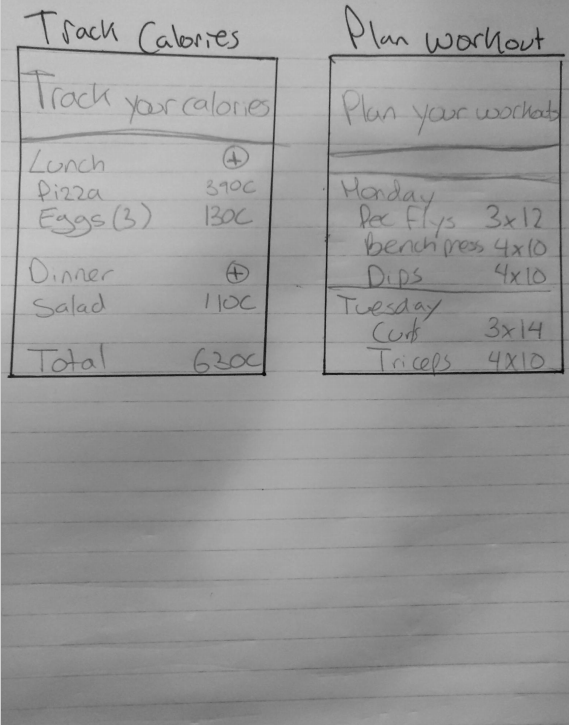 Track Calories
Track your calories
Lunch ⊕
Pizza 390C
Eggs (3) 130C
Dinner ⊕
Salad 110C
Total 630C
Plan workout
Plan your workouts
Monday
Pec Flys 3x12
Bench press 4x10
Dips 4x10
Tuesday
Curls 3x14
Triceps 4x10